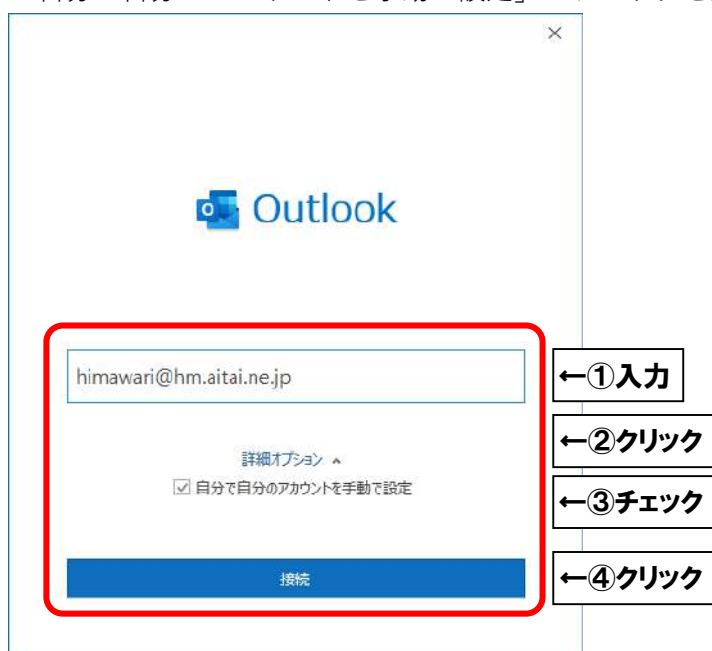 Outlook
himawari@hm.aitai.ne.jp
←①入力
詳細オプション
←②クリック
自分で自分のアカウントを手動で設定
←③チェック
接続
←④クリック